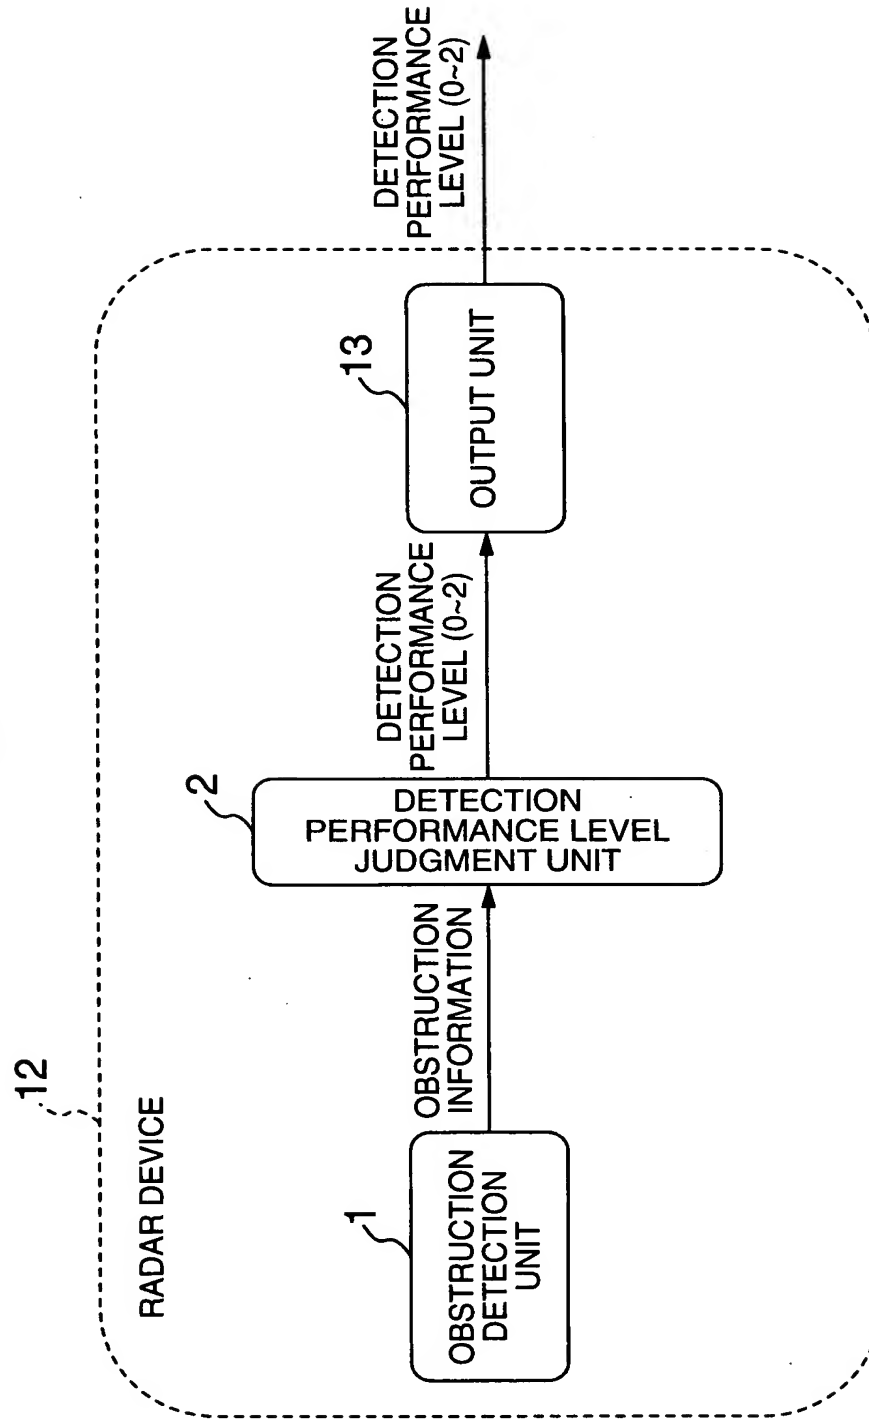 12
RADAR DEVICE
1
OBSTRUCTION
DETECTION
UNIT
OBSTRUCTION
INFORMATION
2
DETECTION
PERFORMANCE LEVEL
JUDGMENT UNIT
DETECTION
PERFORMANCE
LEVEL (0~2)
13
OUTPUT UNIT
DETECTION
PERFORMANCE
LEVEL (0~2)